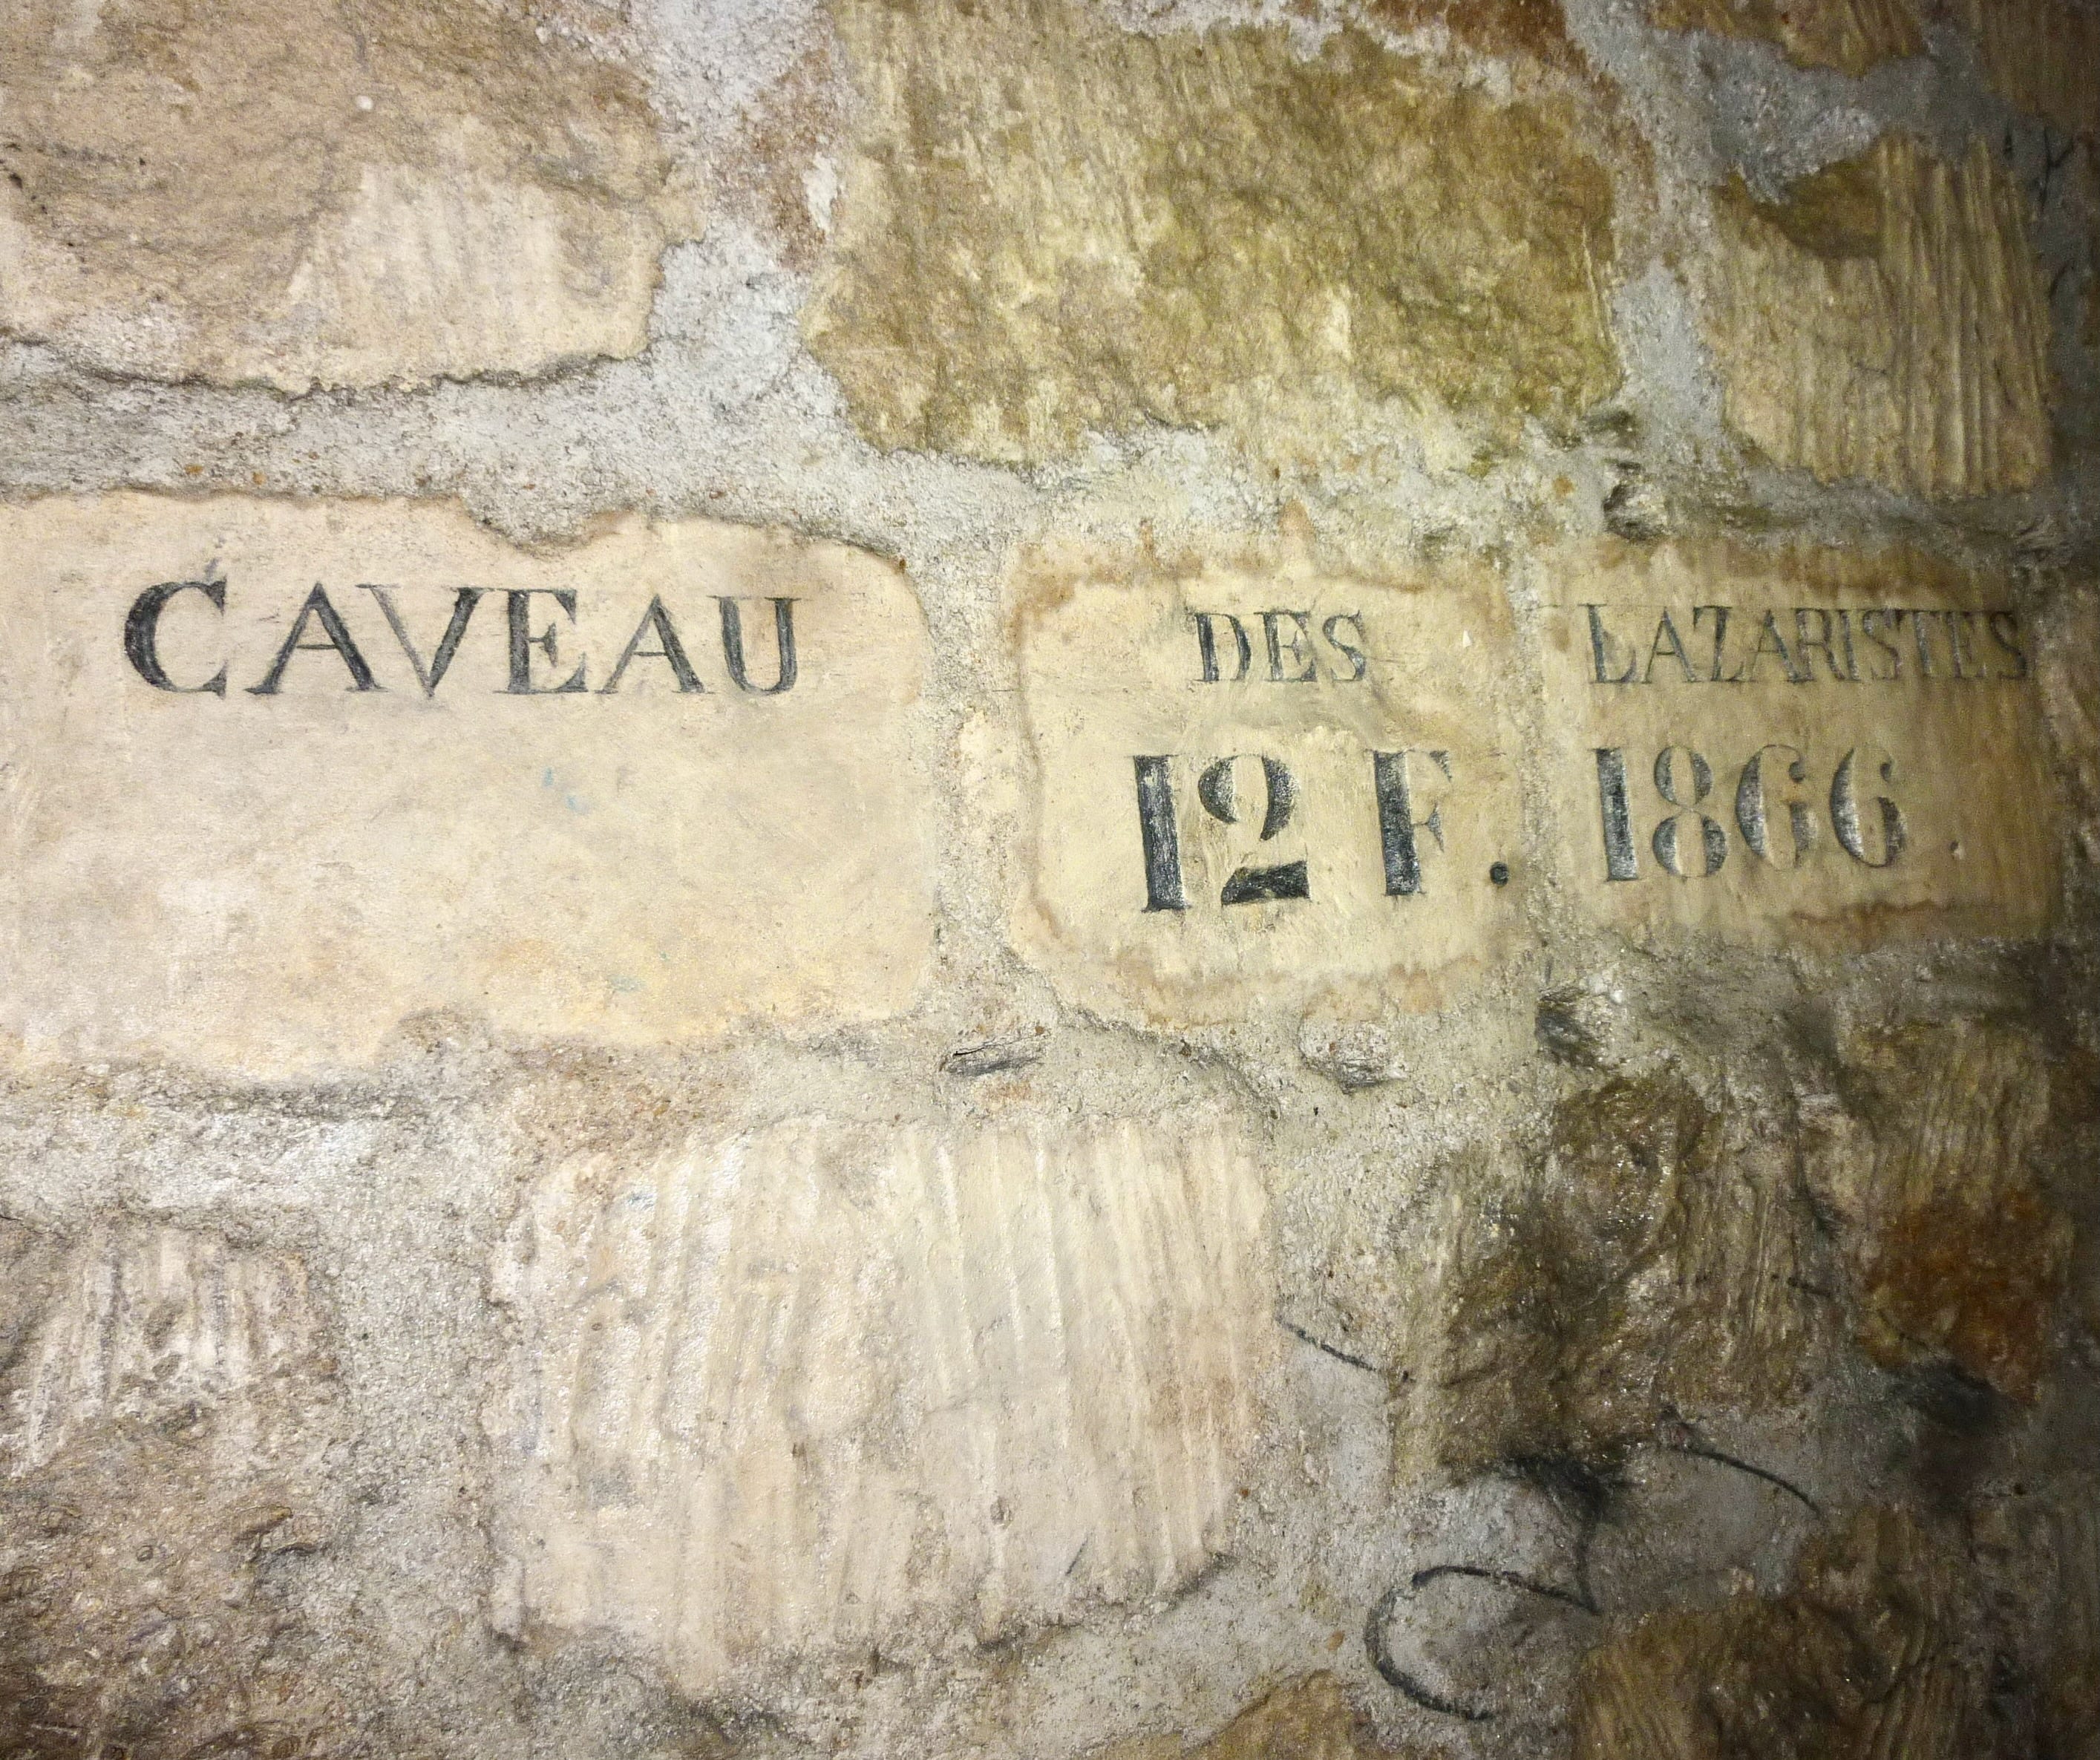 CAVEAU DES LAZARISTES
12 F. 1866.